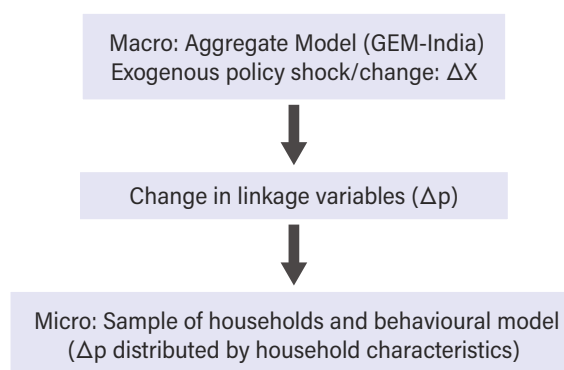 Macro: Aggregate Model (GEM-India)
Exogenous policy shock/change: ΔX
Change in linkage variables (Δp)
Micro: Sample of households and behavioural model
(Δp distributed by household characteristics)